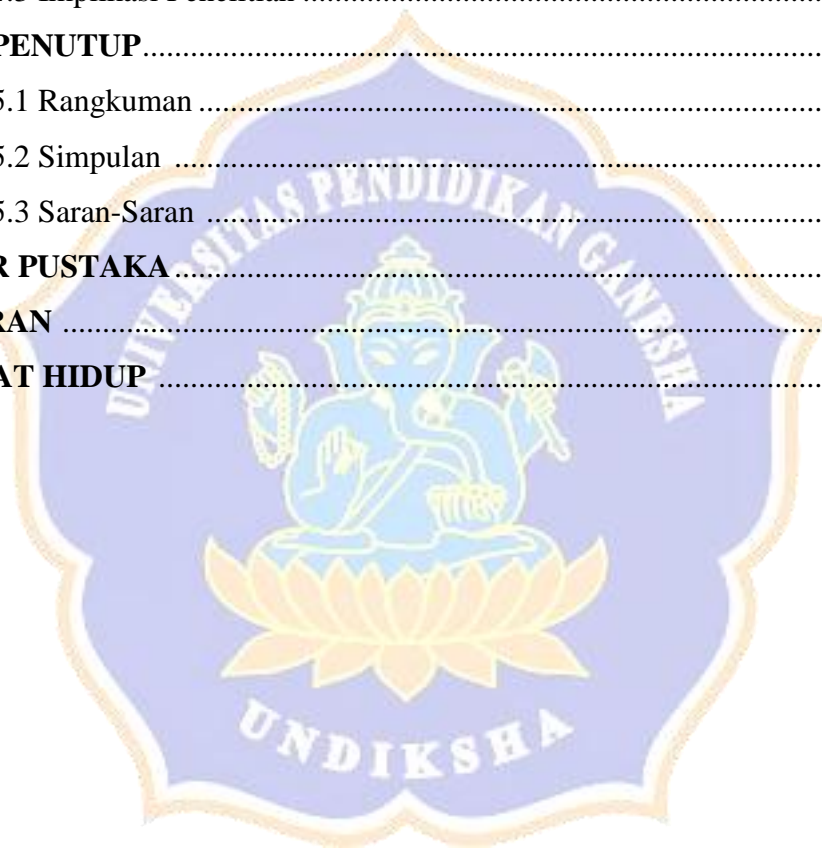 PENUTUP........................................................................................
5.1 Rangkuman ..............................................................................
5.2 Simpulan ..................................................................................
5.3 Saran-Saran .............................................................................
R PUSTAKA....................................................................................
RAN ................................................................................................
AT HIDUP ......................................................................................
UNIVERSITAS PENDIDIKAN GANESHA
UNDIKSHA